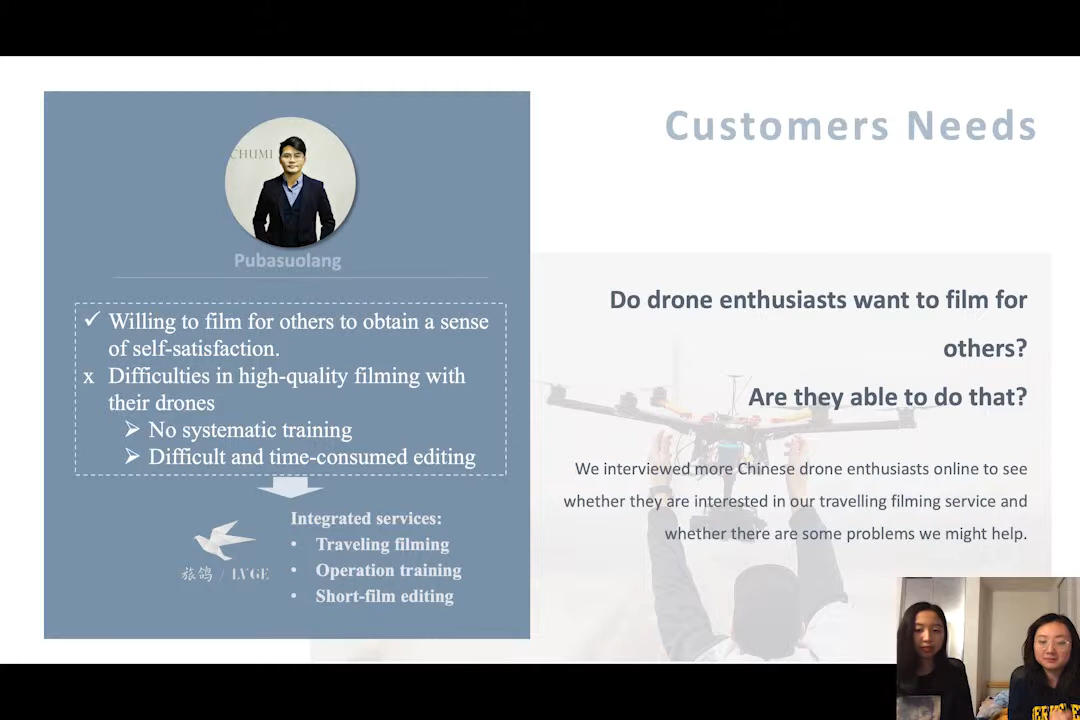 Customers Needs
CHUMI
Pubasuolang
✓ Willing to film for others to obtain a sense
of self-satisfaction.
x Difficulties in high-quality filming with
their drones
➢ No systematic training
➢ Difficult and time-consumed editing
Integrated services:
• Traveling filming
• Operation training
• Short-film editing
旅鸽 / LVGE
Do drone enthusiasts want to film for
others?
Are they able to do that?
We interviewed more Chinese drone enthusiasts online to see
whether they are interested in our travelling filming service and
whether there are some problems we might help.